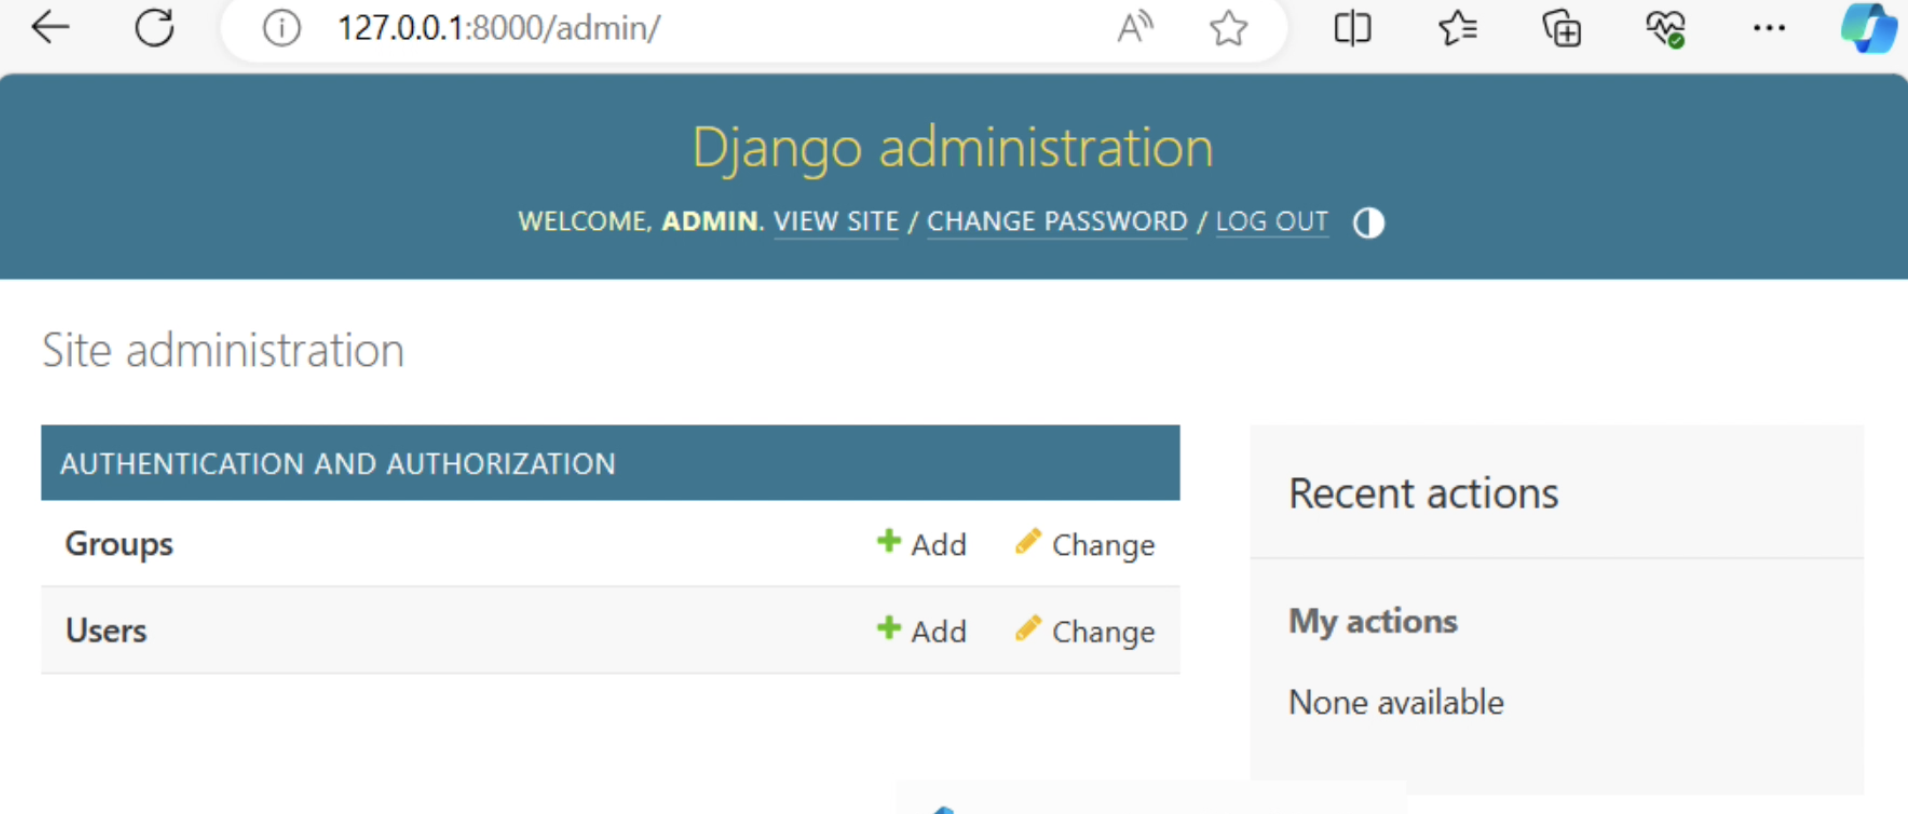 127.0.0.1:8000/admin/
Django administration
WELCOME, ADMIN. VIEW SITE / CHANGE PASSWORD / LOG OUT
Site administration
AUTHENTICATION AND AUTHORIZATION
Groups Add Change
Users Add Change
Recent actions
My actions
None available